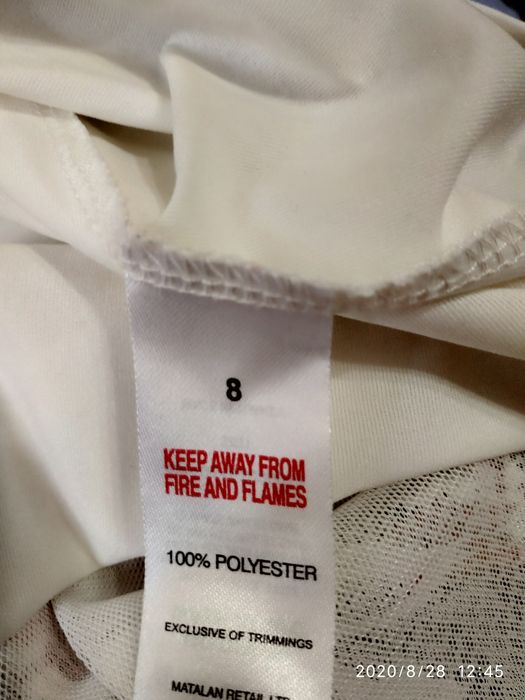 8
KEEP AWAY FROM
FIRE AND FLAMES
100% POLYESTER
EXCLUSIVE OF TRIMMINGS
MATALAN RETAIL LTD
2020/8/28 12:45